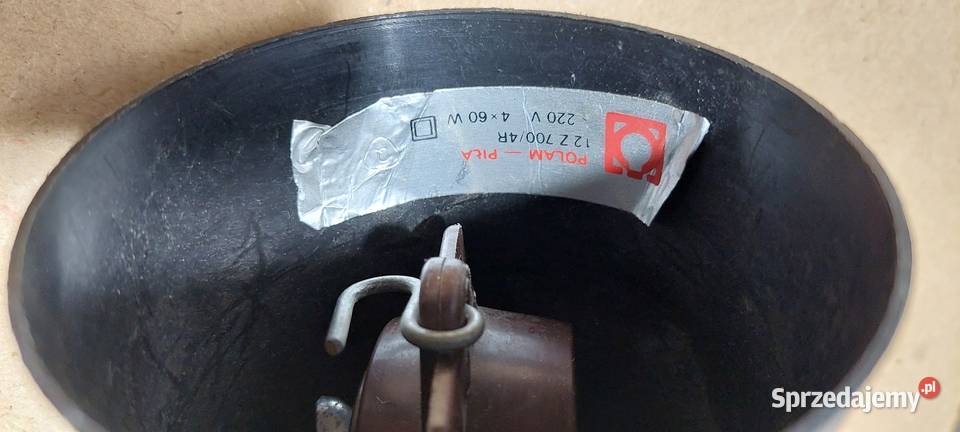 POLAM — PIŁA
12 Z 700/4R
~ 220 V 4 × 60 W
Sprzedajemy.pl